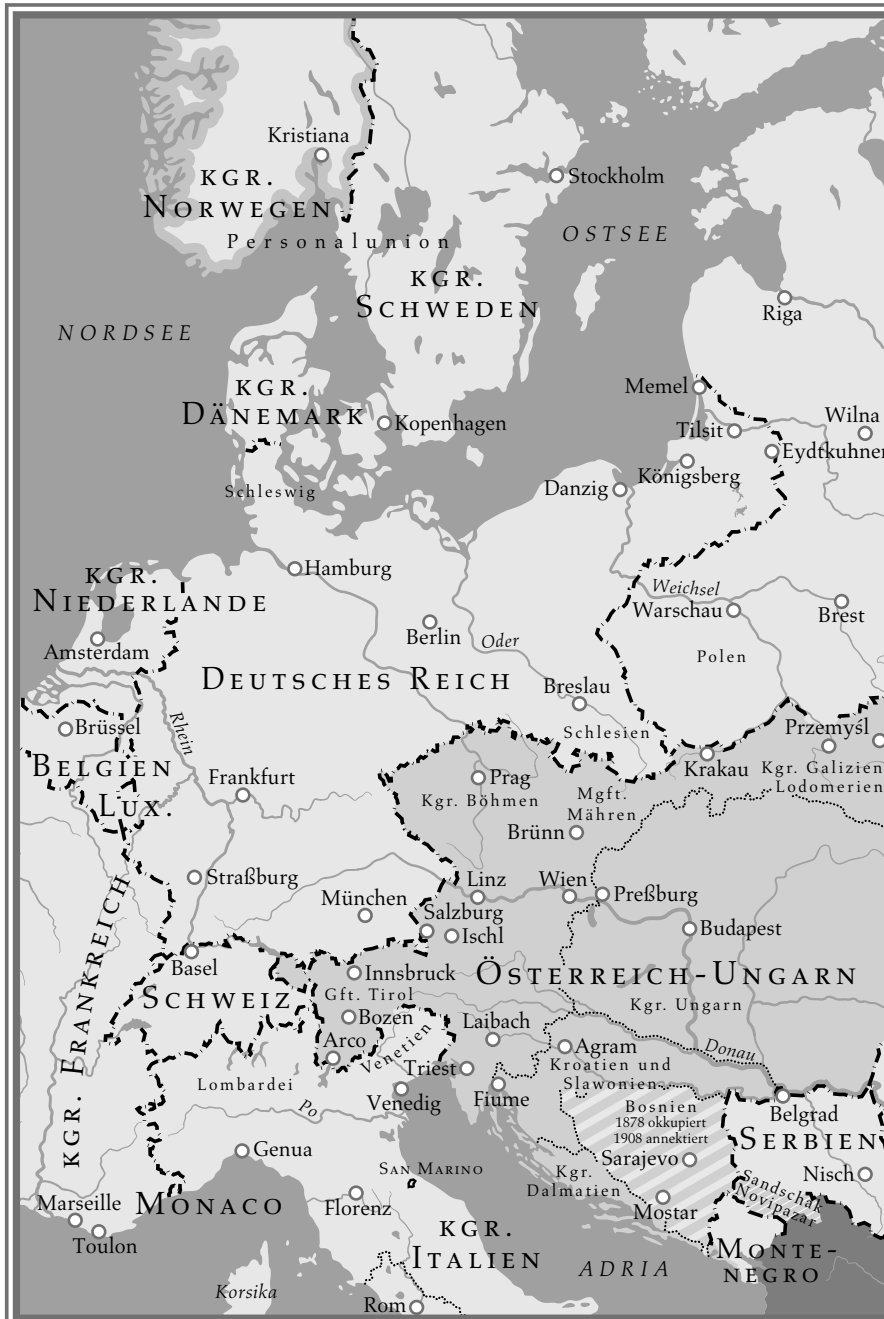 Kristiana
KGR.
NORWEGEN
Personalunion
Stockholm
OSTSEE
KGR.
SCHWEDEN
Riga
NORDSEE
KGR.
DÄNEMARK
Kopenhagen
Memel
Tilsit
Wilna
Eydtkuhnen
Königsberg
Danzig
Schleswig
Hamburg
KGR.
NIEDERLANDE
Amsterdam
Berlin
Oder
Weichsel
Warschau
Brest
Polen
DEUTSCHES REICH
Breslau
Schlesien
Brüssel
Rhein
BELGIEN
LUX.
Frankfurt
Prag
Kgr. Böhmen
Mgft.
Mähren
Brünn
Krakau
Przemyśl
Kgr. Galizien
Lodomerien
Straßburg
München
Linz
Wien
Preßburg
Salzburg
Ischl
Budapest
KGR. FRANKREICH
Basel
SCHWEIZ
Innsbruck
Gft. Tirol
ÖSTERREICH-UNGARN
Kgr. Ungarn
Bozen
Arco
Venetien
Laibach
Agram
Donau
Kroatien und
Slawonien
Lombardei
Triest
Po
Venedig
Fiume
Bosnien
1878 okkupiert
1908 annektiert
Belgrad
SERBIEN
Genua
SAN MARINO
Sarajevo
Nisch
Kgr.
Dalmatien
Sandschak
Novipazar
Marseille
Toulon
MONACO
Florenz
Mostar
KGR.
ITALIEN
ADRIA
MONTE-
NEGRO
Korsika
Rom